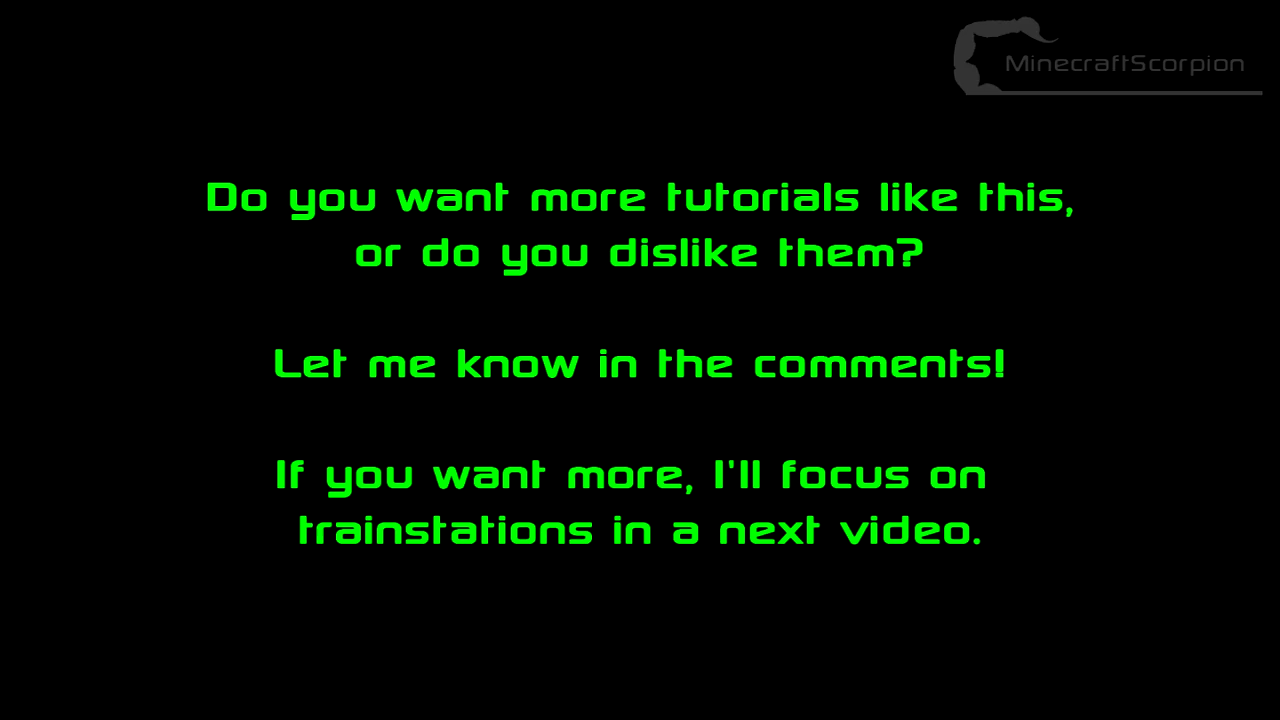 MinecraftScorpion
Do you want more tutorials like this,
or do you dislike them?
Let me know in the comments!
If you want more, I'll focus on
trainstations in a next video.